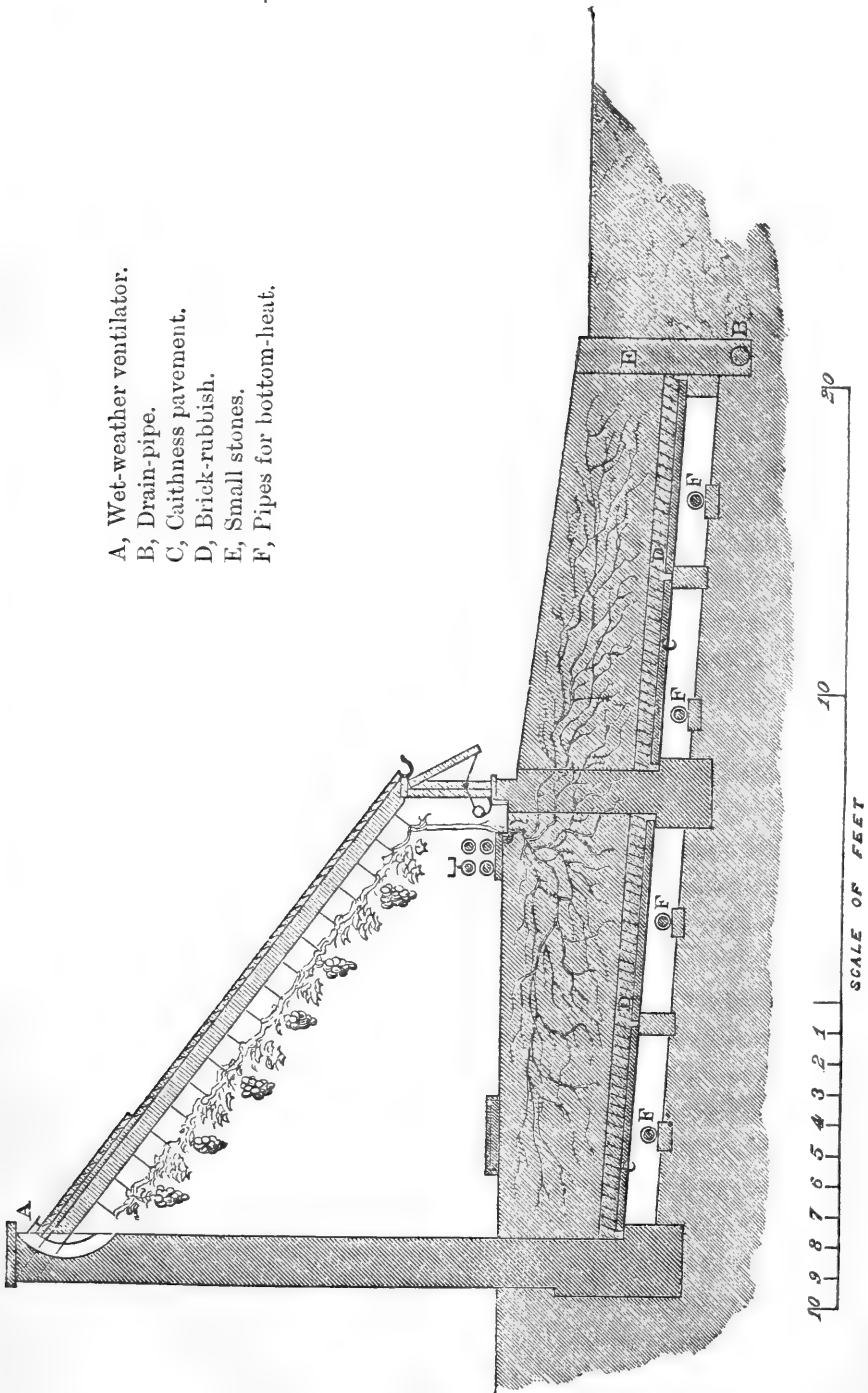 A, Wet-weather ventilator.
B, Drain-pipe.
C, Caithness pavement.
D, Brick-rubbish.
E, Small stones.
F, Pipes for bottom-heat.
A
D
C
F
F
D
C
F
F
E
B
10 9 8 7 6 5 4 3 2 1 10 20
SCALE OF FEET